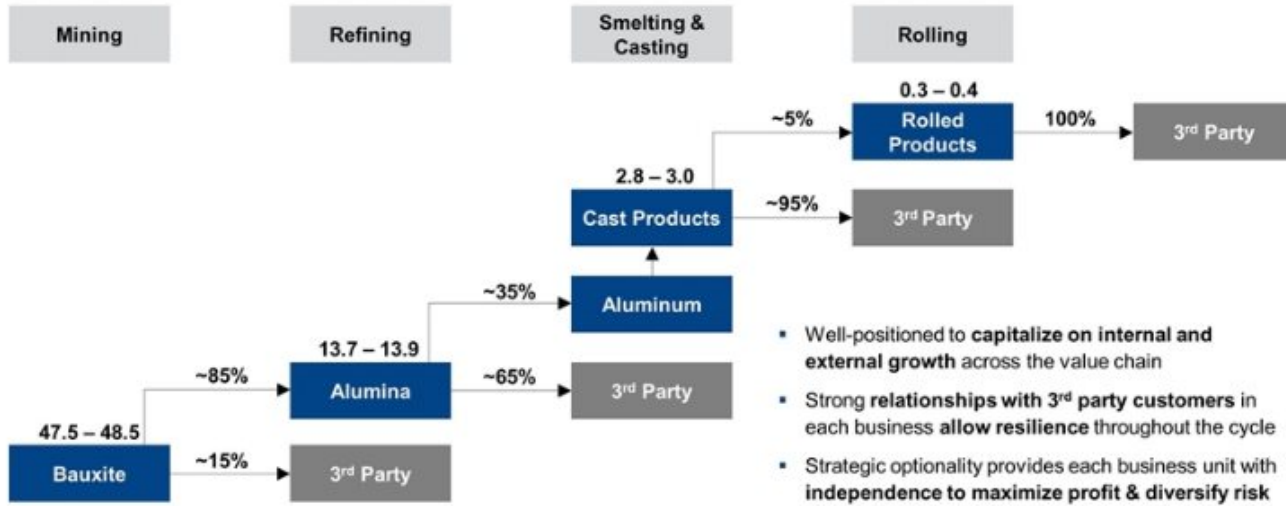 Mining
Refining
Smelting &
Casting
Rolling
0.3 – 0.4
Rolled
Products
~5%
100%
3rd Party
2.8 – 3.0
Cast Products
~95%
3rd Party
~35%
Aluminum
13.7 – 13.9
Alumina
~85%
~65%
3rd Party
47.5 – 48.5
Bauxite
~15%
3rd Party
▪ Well-positioned to capitalize on internal and
external growth across the value chain
▪ Strong relationships with 3rd party customers in
each business allow resilience throughout the cycle
▪ Strategic optionality provides each business unit with
independence to maximize profit & diversify risk